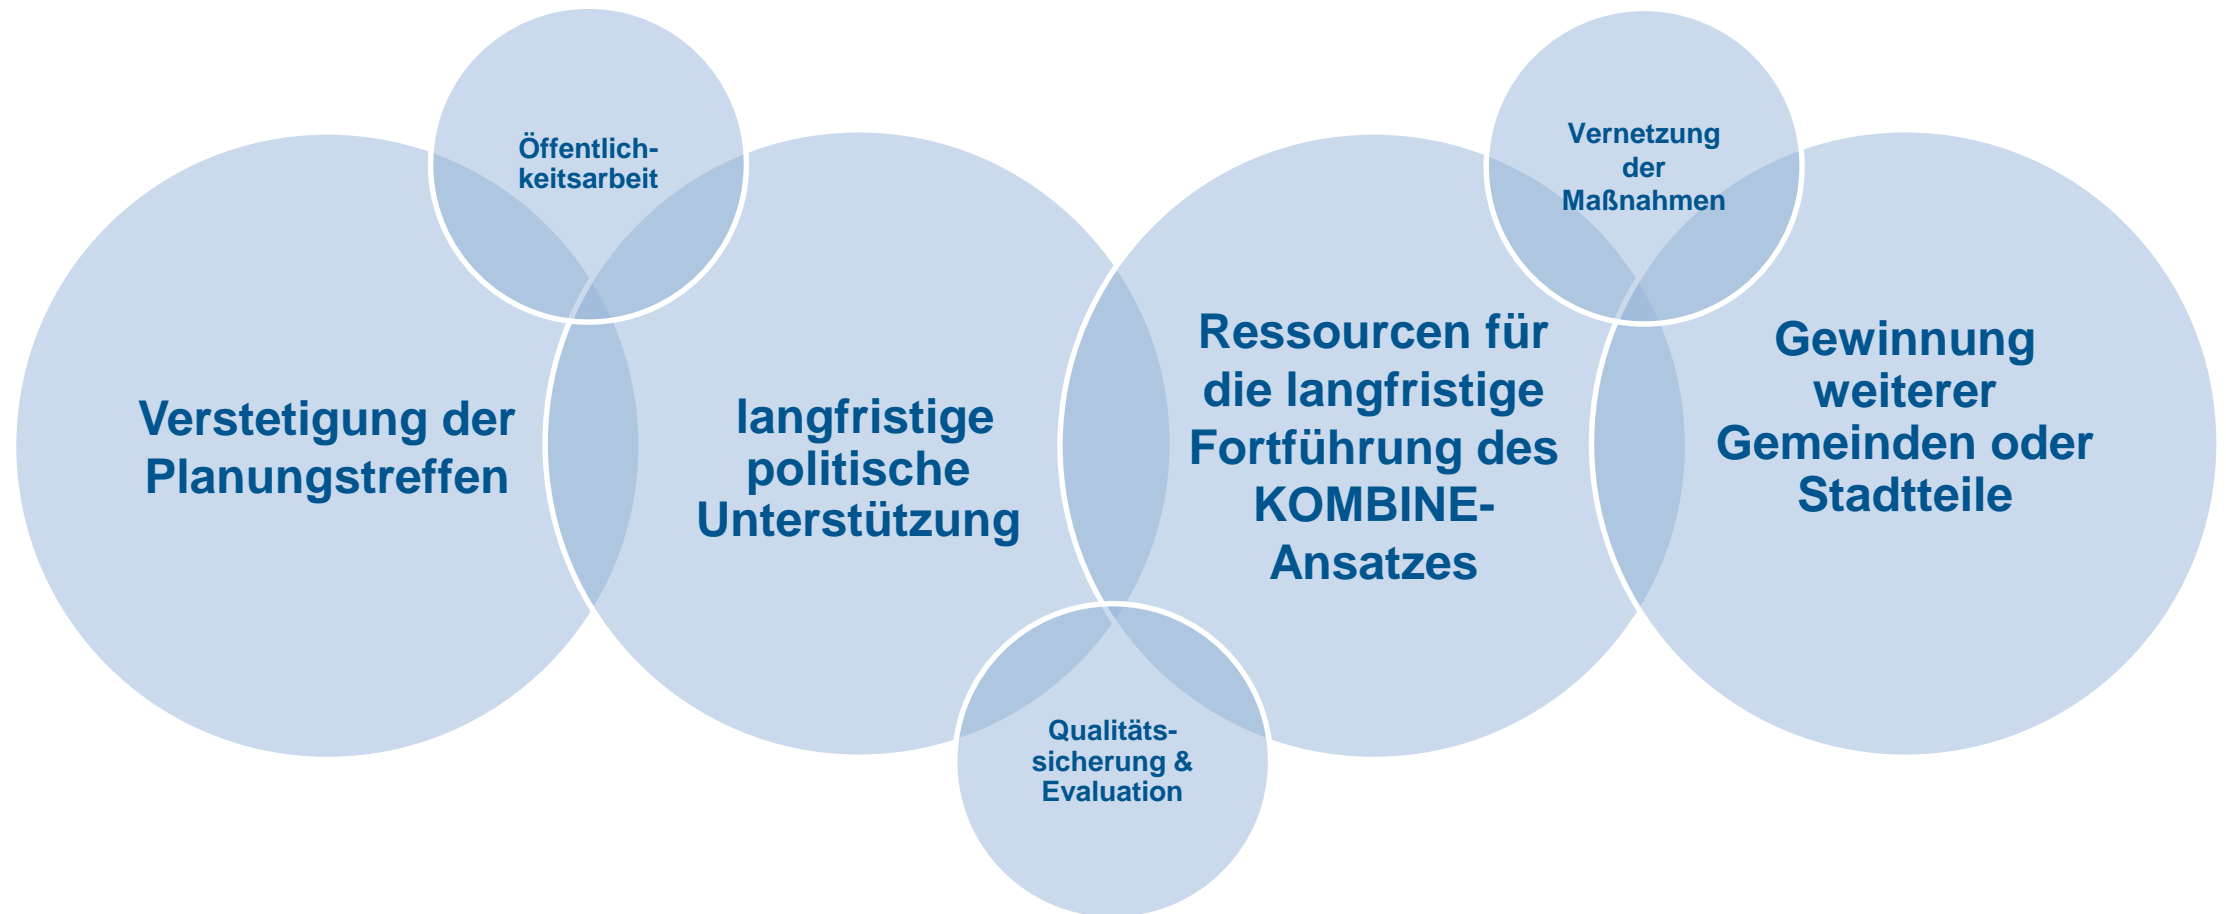 Öffentlich-
keitsarbeit
Vernetzung
der
Maßnahmen
Verstetigung der
Planungstreffen
langfristige
politische
Unterstützung
Ressourcen für
die langfristige
Fortführung des
KOMBINE-
Ansatzes
Gewinnung
weiterer
Gemeinden oder
Stadtteile
Qualitäts-
sicherung &
Evaluation